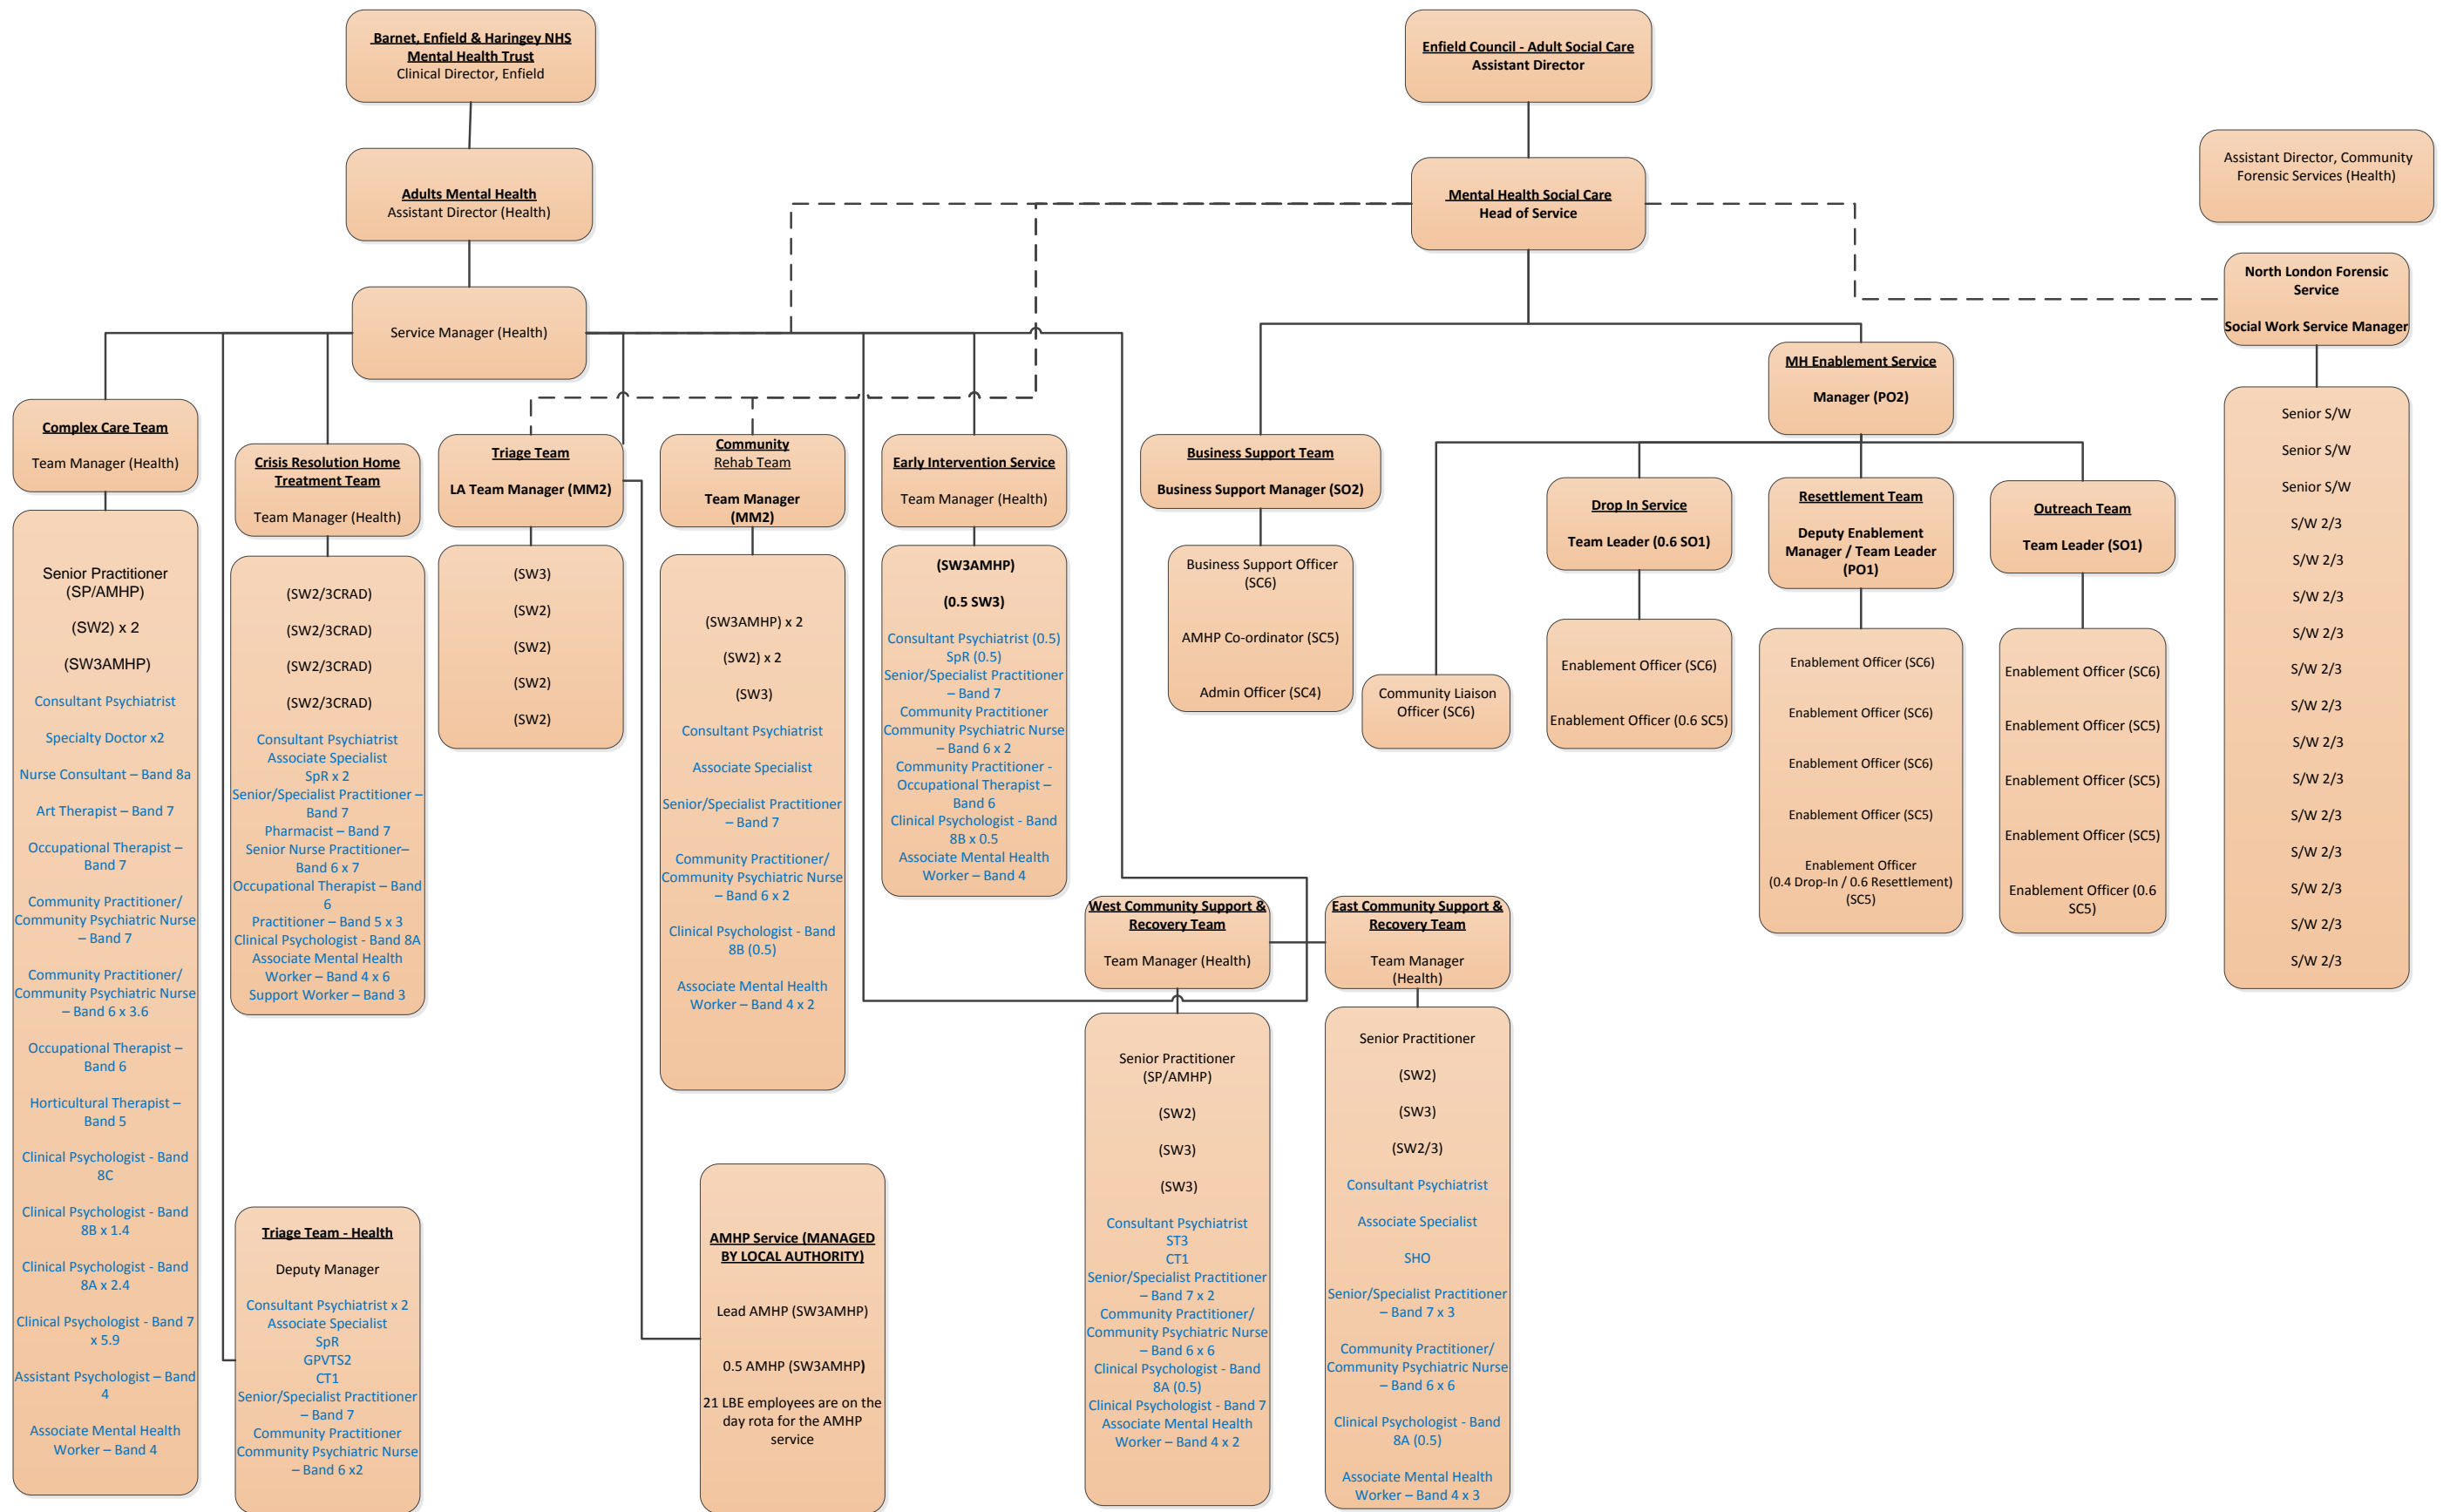 Barnet, Enfield & Haringey NHS
Mental Health Trust
Clinical Director, Enfield
Enfield Council - Adult Social Care
Assistant Director
Assistant Director, Community
Forensic Services (Health)
Adults Mental Health
Assistant Director (Health)
Mental Health Social Care
Head of Service
North London Forensic
Service
Social Work Service Manager
Service Manager (Health)
MH Enablement Service
Manager (PO2)
Complex Care Team
Team Manager (Health)
Crisis Resolution Home
Treatment Team
Team Manager (Health)
Triage Team
LA Team Manager (MM2)
Community
Rehab Team
Team Manager
(MM2)
Early Intervention Service
Team Manager (Health)
Business Support Team
Business Support Manager (SO2)
Drop In Service
Team Leader (0.6 SO1)
Resettlement Team
Deputy Enablement
Manager / Team Leader
(PO1)
Outreach Team
Team Leader (SO1)
Senior S/W
Senior S/W
Senior S/W
S/W 2/3
S/W 2/3
S/W 2/3
S/W 2/3
S/W 2/3
S/W 2/3
S/W 2/3
S/W 2/3
S/W 2/3
S/W 2/3
S/W 2/3
S/W 2/3
S/W 2/3
Senior Practitioner
(SP/AMHP)
(SW2) x 2
(SW3AMHP)
Consultant Psychiatrist
Specialty Doctor x2
Nurse Consultant – Band 8a
Art Therapist – Band 7
Occupational Therapist –
Band 7
Community Practitioner/
Community Psychiatric Nurse
– Band 7
Community Practitioner/
Community Psychiatric Nurse
– Band 6 x 3.6
Occupational Therapist –
Band 6
Horticultural Therapist –
Band 5
Clinical Psychologist - Band
8C
Clinical Psychologist - Band
8B x 1.4
Clinical Psychologist - Band
8A x 2.4
Clinical Psychologist - Band 7
x 5.9
Assistant Psychologist – Band
4
Associate Mental Health
Worker – Band 4
(SW2/3CRAD)
(SW2/3CRAD)
(SW2/3CRAD)
(SW2/3CRAD)
Consultant Psychiatrist
Associate Specialist
SpR x 2
Senior/Specialist Practitioner –
Band 7
Pharmacist – Band 7
Senior Nurse Practitioner–
Band 6 x 7
Occupational Therapist – Band
6
Practitioner – Band 5 x 3
Clinical Psychologist - Band 8A
Associate Mental Health
Worker – Band 4 x 6
Support Worker – Band 3
(SW3)
(SW2)
(SW2)
(SW2)
(SW2)
(SW3AMHP) x 2
(SW2) x 2
(SW3)
Consultant Psychiatrist
Associate Specialist
Senior/Specialist Practitioner
– Band 7
Community Practitioner/
Community Psychiatric Nurse
– Band 6 x 2
Clinical Psychologist - Band
8B (0.5)
Associate Mental Health
Worker – Band 4 x 2
(SW3AMHP)
(0.5 SW3)
Consultant Psychiatrist (0.5)
SpR (0.5)
Senior/Specialist Practitioner
– Band 7
Community Practitioner
Community Psychiatric Nurse
– Band 6 x 2
Community Practitioner -
Occupational Therapist –
Band 6
Clinical Psychologist - Band
8B x 0.5
Associate Mental Health
Worker – Band 4
Business Support Officer
(SC6)
AMHP Co-ordinator (SC5)
Admin Officer (SC4)
Community Liaison
Officer (SC6)
Enablement Officer (SC6)
Enablement Officer (0.6 SC5)
Enablement Officer (SC6)
Enablement Officer (SC6)
Enablement Officer (SC6)
Enablement Officer (SC5)
Enablement Officer
(0.4 Drop-In / 0.6 Resettlement)
(SC5)
Enablement Officer (SC6)
Enablement Officer (SC5)
Enablement Officer (SC5)
Enablement Officer (SC5)
Enablement Officer (0.6
SC5)
West Community Support &
Recovery Team
Team Manager (Health)
East Community Support &
Recovery Team
Team Manager
(Health)
Senior Practitioner
(SP/AMHP)
(SW2)
(SW3)
(SW3)
Consultant Psychiatrist
ST3
CT1
Senior/Specialist Practitioner
– Band 7 x 2
Community Practitioner/
Community Psychiatric Nurse
– Band 6 x 6
Clinical Psychologist - Band
8A (0.5)
Clinical Psychologist - Band 7
Associate Mental Health
Worker – Band 4 x 2
Senior Practitioner
(SW2)
(SW3)
(SW2/3)
Consultant Psychiatrist
Associate Specialist
SHO
Senior/Specialist Practitioner
– Band 7 x 3
Community Practitioner/
Community Psychiatric Nurse
– Band 6 x 6
Clinical Psychologist - Band
8A (0.5)
Associate Mental Health
Worker – Band 4 x 3
Triage Team - Health
Deputy Manager
Consultant Psychiatrist x 2
Associate Specialist
SpR
GPVTS2
CT1
Senior/Specialist Practitioner
– Band 7
Community Practitioner
Community Psychiatric Nurse
– Band 6 x2
AMHP Service (MANAGED
BY LOCAL AUTHORITY)
Lead AMHP (SW3AMHP)
0.5 AMHP (SW3AMHP)
21 LBE employees are on the
day rota for the AMHP
service